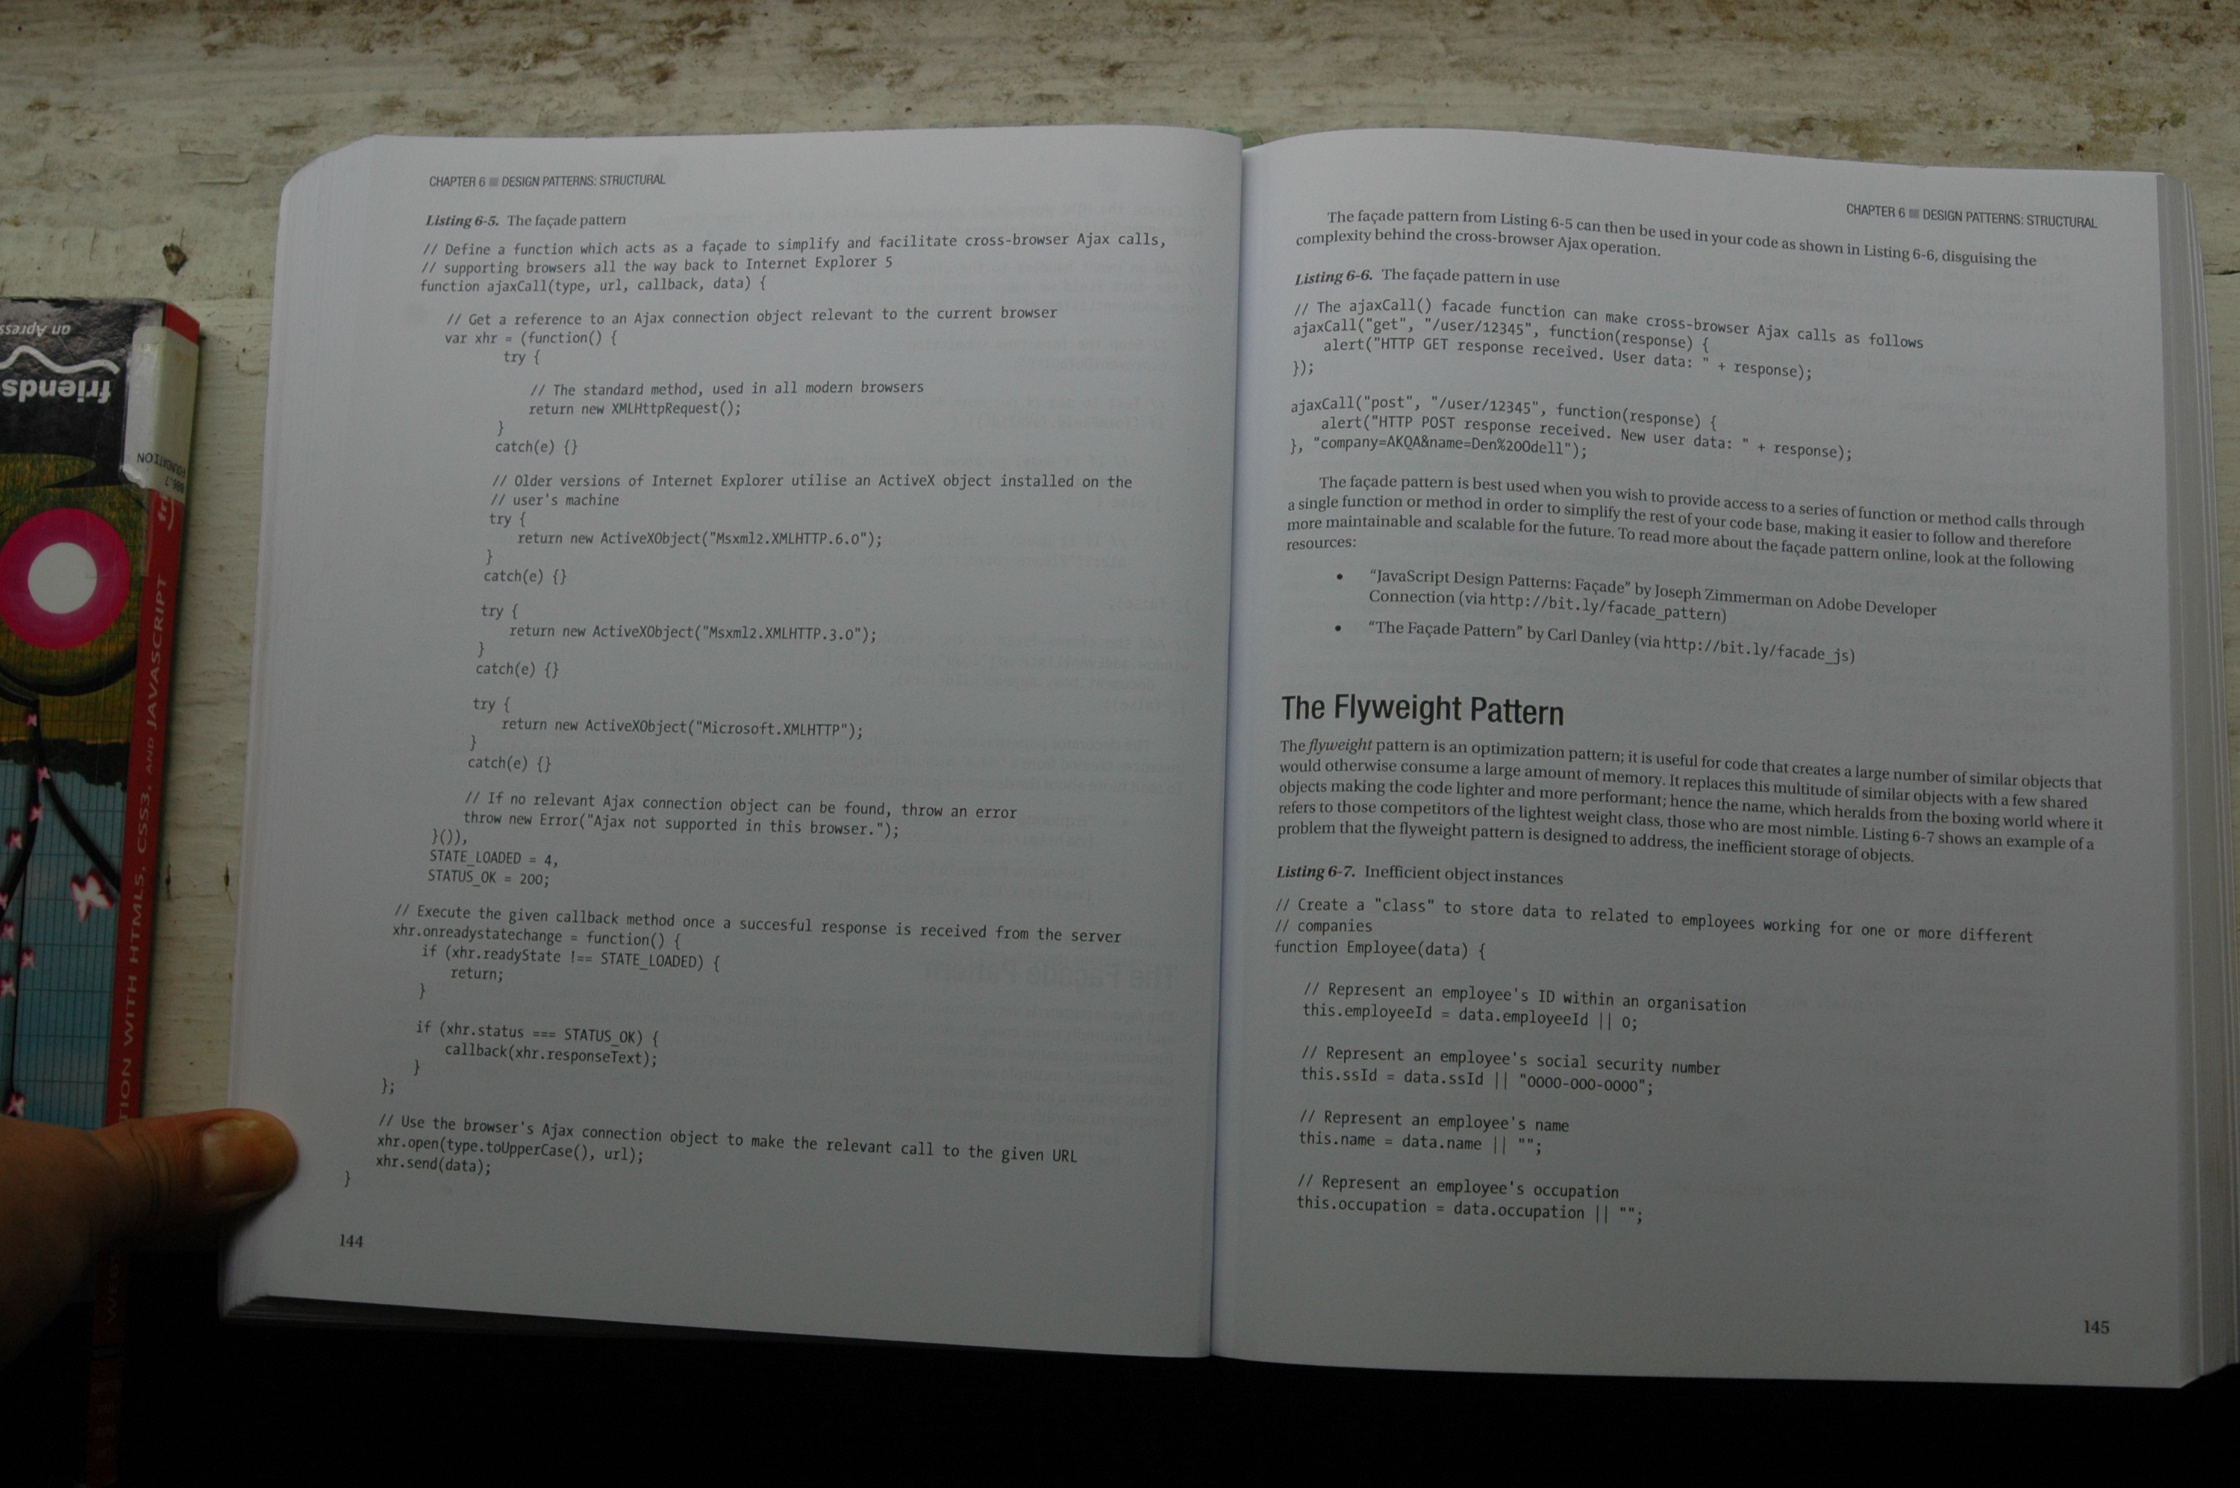 an Apress
friends
FOUNDATION
TION WITH HTML5, CSS3, AND JAVASCRIPT
CHAPTER 6 ■ DESIGN PATTERNS: STRUCTURAL
Listing 6-5. The façade pattern
// Define a function which acts as a façade to simplify and facilitate cross-browser Ajax calls,
// supporting browsers all the way back to Internet Explorer 5
function ajaxCall(type, url, callback, data) {
// Get a reference to an Ajax connection object relevant to the current browser
var xhr = (function() {
try {
// The standard method, used in all modern browsers
return new XMLHttpRequest();
}
catch(e) {}
// Older versions of Internet Explorer utilise an ActiveX object installed on the
// user's machine
try {
return new ActiveXObject("Msxml2.XMLHTTP.6.0");
}
catch(e) {}
try {
return new ActiveXObject("Msxml2.XMLHTTP.3.0");
}
catch(e) {}
try {
return new ActiveXObject("Microsoft.XMLHTTP");
}
catch(e) {}
// If no relevant Ajax connection object can be found, throw an error
throw new Error("Ajax not supported in this browser.");
}()),
STATE_LOADED = 4,
STATUS_OK = 200;
// Execute the given callback method once a succesful response is received from the server
xhr.onreadystatechange = function() {
if (xhr.readyState !== STATE_LOADED) {
return;
}
if (xhr.status === STATUS_OK) {
callback(xhr.responseText);
}
};
// Use the browser's Ajax connection object to make the relevant call to the given URL
xhr.open(type.toUpperCase(), url);
xhr.send(data);
}
144
CHAPTER 6 ■ DESIGN PATTERNS: STRUCTURAL
The façade pattern from Listing 6-5 can then be used in your code as shown in Listing 6-6, disguising the
complexity behind the cross-browser Ajax operation.
Listing 6-6. The façade pattern in use
// The ajaxCall() facade function can make cross-browser Ajax calls as follows
ajaxCall("get", "/user/12345", function(response) {
alert("HTTP GET response received. User data: " + response);
});
ajaxCall("post", "/user/12345", function(response) {
alert("HTTP POST response received. New user data: " + response);
}, "company=AKQA&name=Den%20Odell");
The façade pattern is best used when you wish to provide access to a series of function or method calls through
a single function or method in order to simplify the rest of your code base, making it easier to follow and therefore
more maintainable and scalable for the future. To read more about the façade pattern online, look at the following
resources:
• "JavaScript Design Patterns: Façade" by Joseph Zimmerman on Adobe Developer
Connection (via http://bit.ly/facade_pattern)
• "The Façade Pattern" by Carl Danley (via http://bit.ly/facade_js)
The Flyweight Pattern
The flyweight pattern is an optimization pattern; it is useful for code that creates a large number of similar objects that
would otherwise consume a large amount of memory. It replaces this multitude of similar objects with a few shared
objects making the code lighter and more performant; hence the name, which heralds from the boxing world where it
refers to those competitors of the lightest weight class, those who are most nimble. Listing 6-7 shows an example of a
problem that the flyweight pattern is designed to address, the inefficient storage of objects.
Listing 6-7. Inefficient object instances
// Create a "class" to store data to related to employees working for one or more different
// companies
function Employee(data) {
// Represent an employee's ID within an organisation
this.employeeId = data.employeeId || 0;
// Represent an employee's social security number
this.ssId = data.ssId || "0000-000-0000";
// Represent an employee's name
this.name = data.name || "";
// Represent an employee's occupation
this.occupation = data.occupation || "";
145